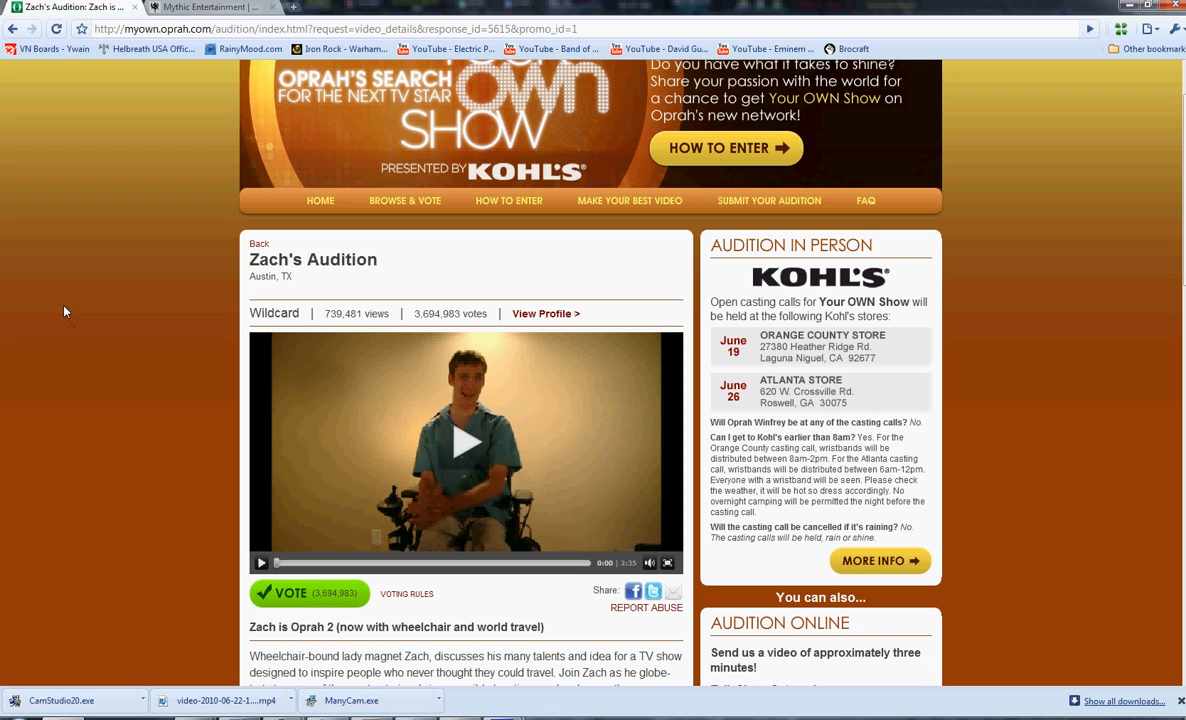 Zach's Audition: Zach is ...
Mythic Entertainment | ...
http://myown.oprah.com/audition/index.html?request=video_details&response_id=5615&promo_id=1
VN Boards - Ywain
Helbreath USA Offic...
RainyMood.com
Iron Rock - Warham...
YouTube - Electric P...
YouTube - Band of ...
YouTube - David Gu...
YouTube - Eminem ...
Brocraft
Other bookmark
OPRAH'S SEARCH
FOR THE NEXT TV STAR
OWN
SHOW
PRESENTED BY KOHL'S
Do you have what it takes to shine?
Share your passion with the world for
a chance to get Your OWN Show on
Oprah's new network!
HOW TO ENTER
HOME
BROWSE & VOTE
HOW TO ENTER
MAKE YOUR BEST VIDEO
SUBMIT YOUR AUDITION
FAQ
Back
Zach's Audition
Austin, TX
Wildcard | 739,481 views | 3,694,983 votes | View Profile >
0:00 | 2:35
VOTE (3,694,983)
VOTING RULES
Share:
REPORT ABUSE
Zach is Oprah 2 (now with wheelchair and world travel)
Wheelchair-bound lady magnet Zach, discusses his many talents and idea for a TV show
designed to inspire people who never thought they could travel. Join Zach as he globe-
AUDITION IN PERSON
KOHL'S
Open casting calls for Your OWN Show will
be held at the following Kohl's stores:
June
19
ORANGE COUNTY STORE
27380 Heather Ridge Rd.
Laguna Niguel, CA 92677
June
26
ATLANTA STORE
620 W. Crossville Rd.
Roswell, GA 30075
Will Oprah Winfrey be at any of the casting calls? No.
Can I get to Kohl's earlier than 8am? Yes. For the
Orange County casting call, wristbands will be
distributed between 8am-2pm. For the Atlanta casting
call, wristbands will be distributed between 6am-12pm.
Everyone with a wristband will be seen. Please check
the weather, it will be hot so dress accordingly. No
overnight camping will be permitted the night before the
casting call.
Will the casting call be cancelled if it's raining? No.
The casting calls will be held, rain or shine.
MORE INFO
You can also...
AUDITION ONLINE
Send us a video of approximately three
minutes!
CamStudio20.exe
video-2010-06-22-1....mp4
ManyCam.exe
Show all downloads...